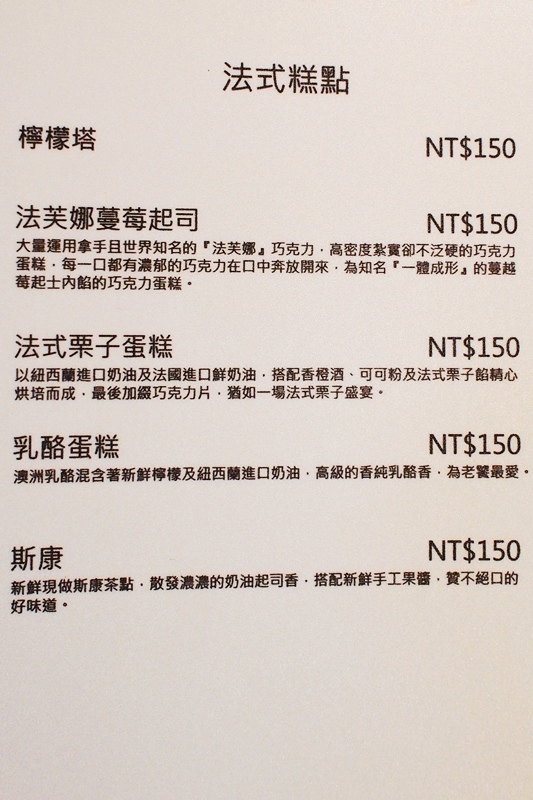 法式糕點
檸檬塔 NT$150
法芙娜蔓莓起司 NT$150
大量運用拿手且世界知名的『法芙娜』巧克力，高密度紮實卻不泛硬的巧克力
蛋糕，每一口都有濃郁的巧克力在口中奔放開來，為知名『一體成形』的蔓越
莓起士內餡的巧克力蛋糕。
法式栗子蛋糕 NT$150
以紐西蘭進口奶油及法國進口鮮奶油，搭配香橙酒、可可粉及法式栗子餡精心
烘培而成，最後加綴巧克力片，猶如一場法式栗子盛宴。
乳酪蛋糕 NT$150
澳洲乳酪混含著新鮮檸檬及紐西蘭進口奶油，高級的香純乳酪香，為老饕最愛。
斯康 NT$150
新鮮現做斯康茶點，散發濃濃的奶油起司香，搭配新鮮手工果醬，贊不絕口的
好味道。